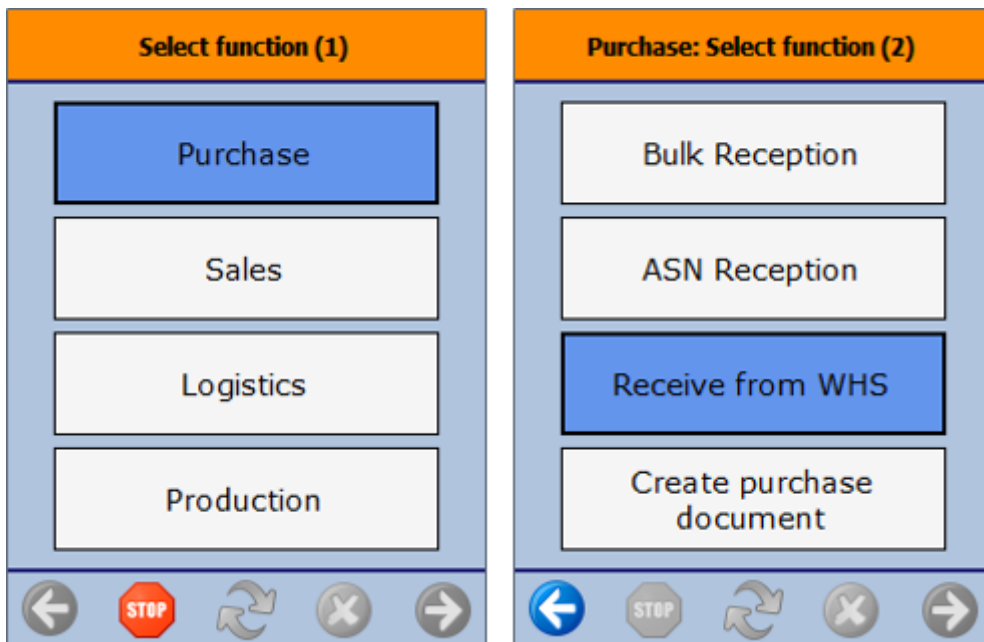 Select function (1)
Purchase
Sales
Logistics
Production
STOP
Purchase: Select function (2)
Bulk Reception
ASN Reception
Receive from WHS
Create purchase
document
STOP